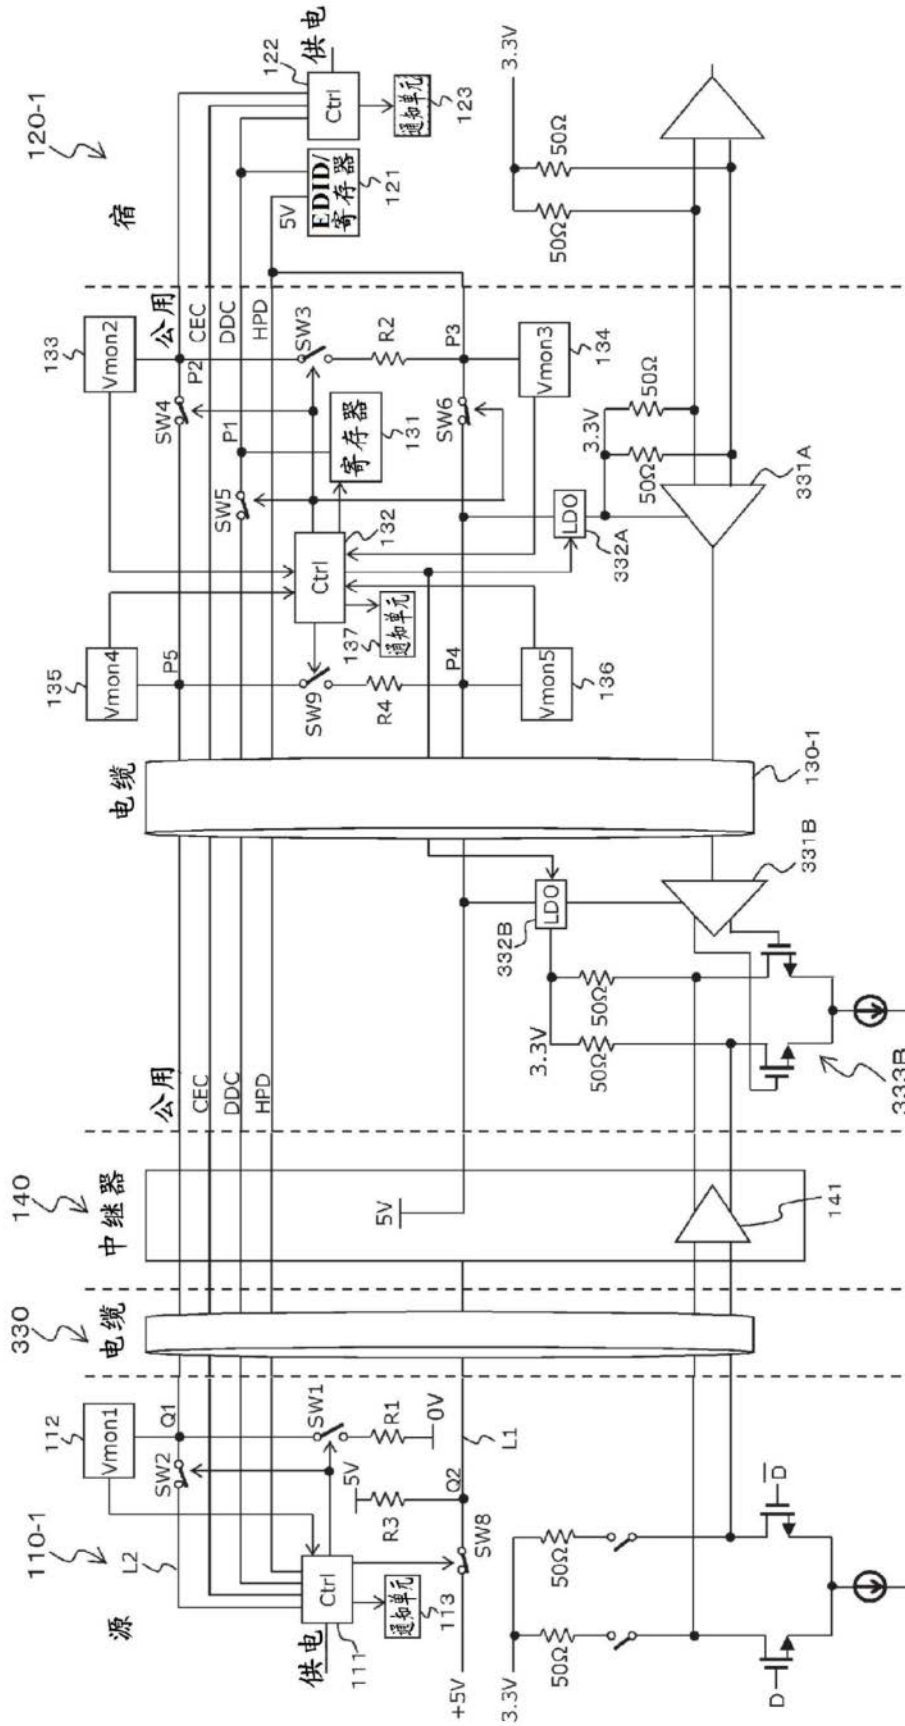 110-1
源
330
电缆
140
中继器
电缆
120-1
宿
112
Vmon1
Q1
SW2
L2
供电
111
Ctrl
通知单元
113
SW1
R1
0V
5V
R3
Q2
SW8
L1
+5V
3.3V
50Ω
50Ω
D
D
公用
CEC
DDC
HPD
5V
141
332B
LDO
3.3V
50Ω
50Ω
331B
333B
130-1
135
Vmon4
P5
SW9
R4
P4
Vmon5
136
137
通知单元
Ctrl
132
SW5
P1
SW4
P2
133
Vmon2
公用
CEC
DDC
HPD
SW3
R2
P3
SW6
寄存器
131
Vmon3
134
LDO
332A
3.3V
50Ω
50Ω
331A
122
供电
Ctrl
通知单元
123
5V
EDID/
寄存器
121
3.3V
50Ω
50Ω